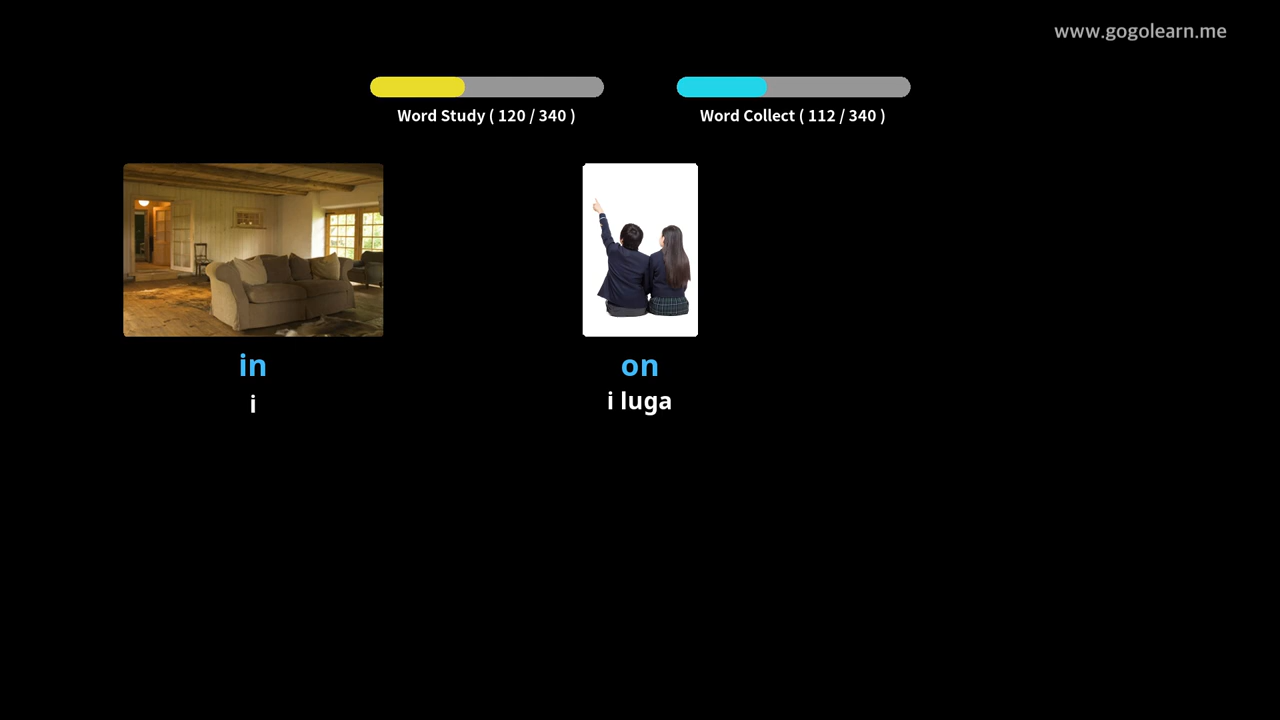 www.gogolearn.me
Word Study ( 120 / 340 )
Word Collect ( 112 / 340 )
in
i
on
i luga